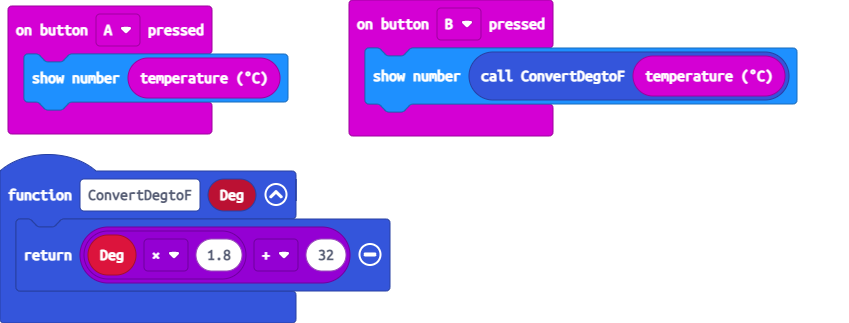 on button A pressed
show number temperature (°C)
on button B pressed
show number call ConvertDegtoF temperature (°C)
function ConvertDegtoF Deg
return Deg × 1.8 + 32